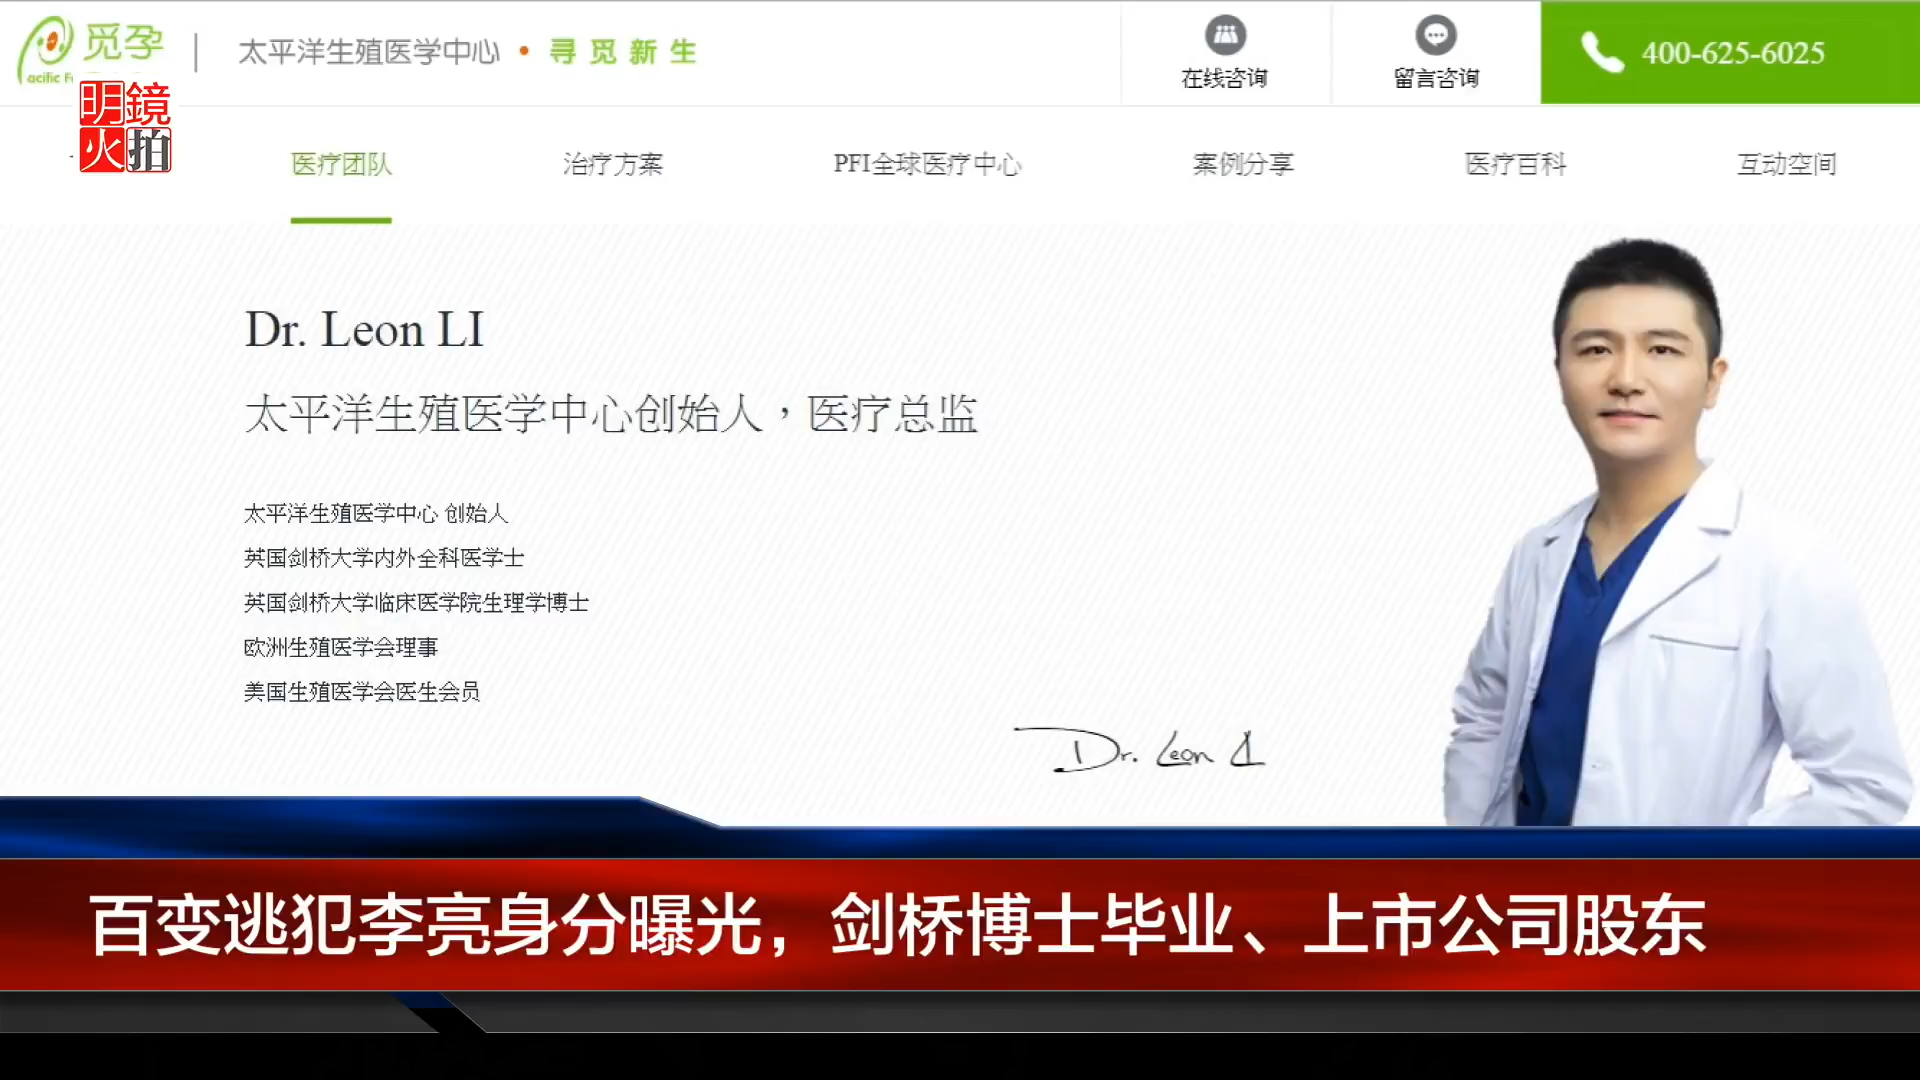 觅孕
acific F
太平洋生殖医学中心 • 寻觅新生
在线咨询
留言咨询
400-625-6025
明鏡
火拍
医疗团队
治疗方案
PFI全球医疗中心
案例分享
医疗百科
互动空间
Dr. Leon LI
太平洋生殖医学中心创始人，医疗总监
太平洋生殖医学中心 创始人
英国剑桥大学内外全科医学士
英国剑桥大学临床医学院生理学博士
欧洲生殖医学会理事
美国生殖医学会医生会员
Dr. Leon LI
百变逃犯李亮身分曝光，剑桥博士毕业、上市公司股东